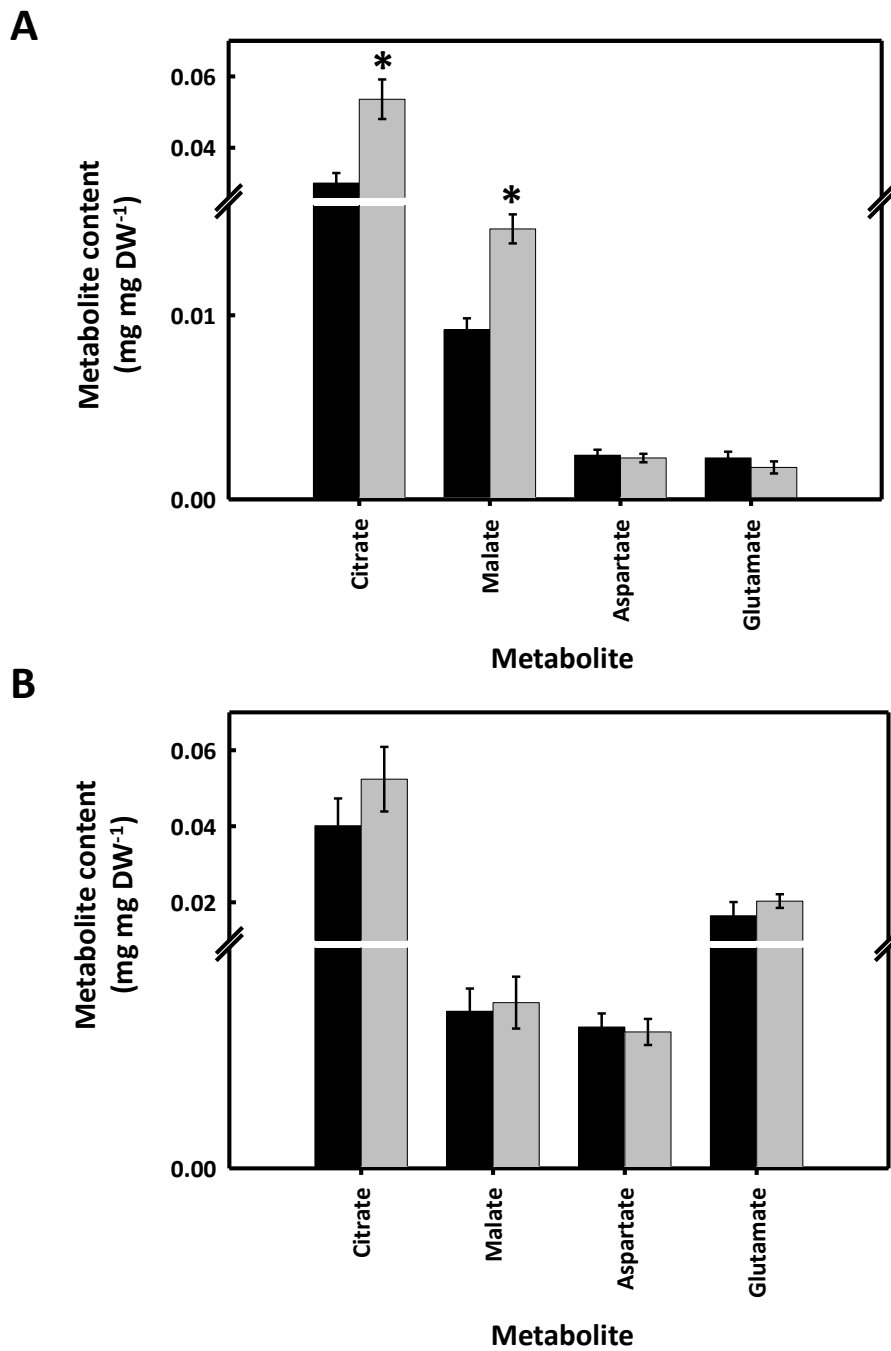 A
0.06
0.04
0.01
0.00
Metabolite content
(mg mg DW⁻¹)
*
*
Citrate
Malate
Aspartate
Glutamate
Metabolite
B
0.06
0.04
0.02
0.00
Metabolite content
(mg mg DW⁻¹)
Citrate
Malate
Aspartate
Glutamate
Metabolite